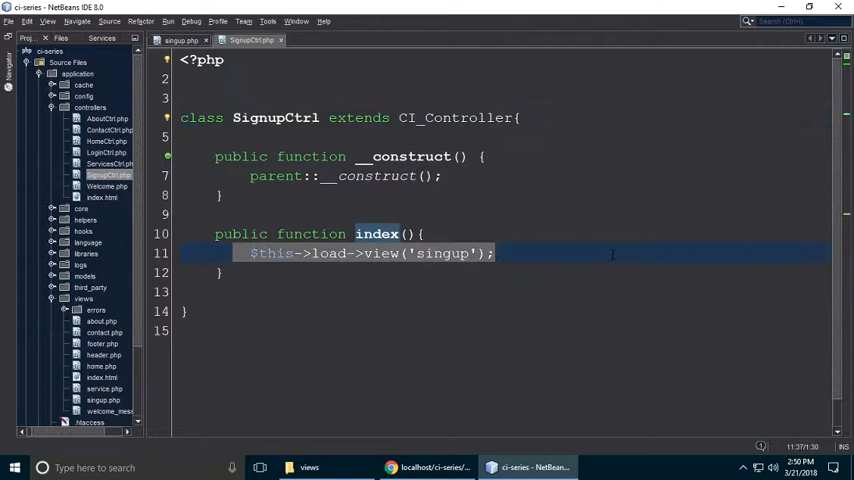 ci-series - NetBeans IDE 8.0
File Edit View Navigate Source Refactor Run Debug Profile Team Tools Window Help
Search (Ctrl+I)
Proj... Files Services
singup.php
SignupCtrl.php
Navigator
ci-series
Source Files
application
cache
config
controllers
AboutCtrl.php
ContactCtrl.php
HomeCtrl.php
LoginCtrl.php
ServicesCtrl.ph
SignupCtrl.php
Welcome.php
index.html
core
helpers
hooks
language
libraries
logs
models
third_party
views
errors
about.php
contact.php
footer.php
header.php
home.php
index.html
service.php
singup.php
welcome_mess
.htaccess
<?php
2
3
class SignupCtrl extends CI_Controller{
5
public function __construct() {
7 parent::__construct();
8 }
9
10 public function index(){
11 $this->load->view('singup');
12 }
13
14 }
15
11:37/1:30 INS
Type here to search
views
localhost/ci-series/...
ci-series - NetBean...
2:50 PM
3/21/2018